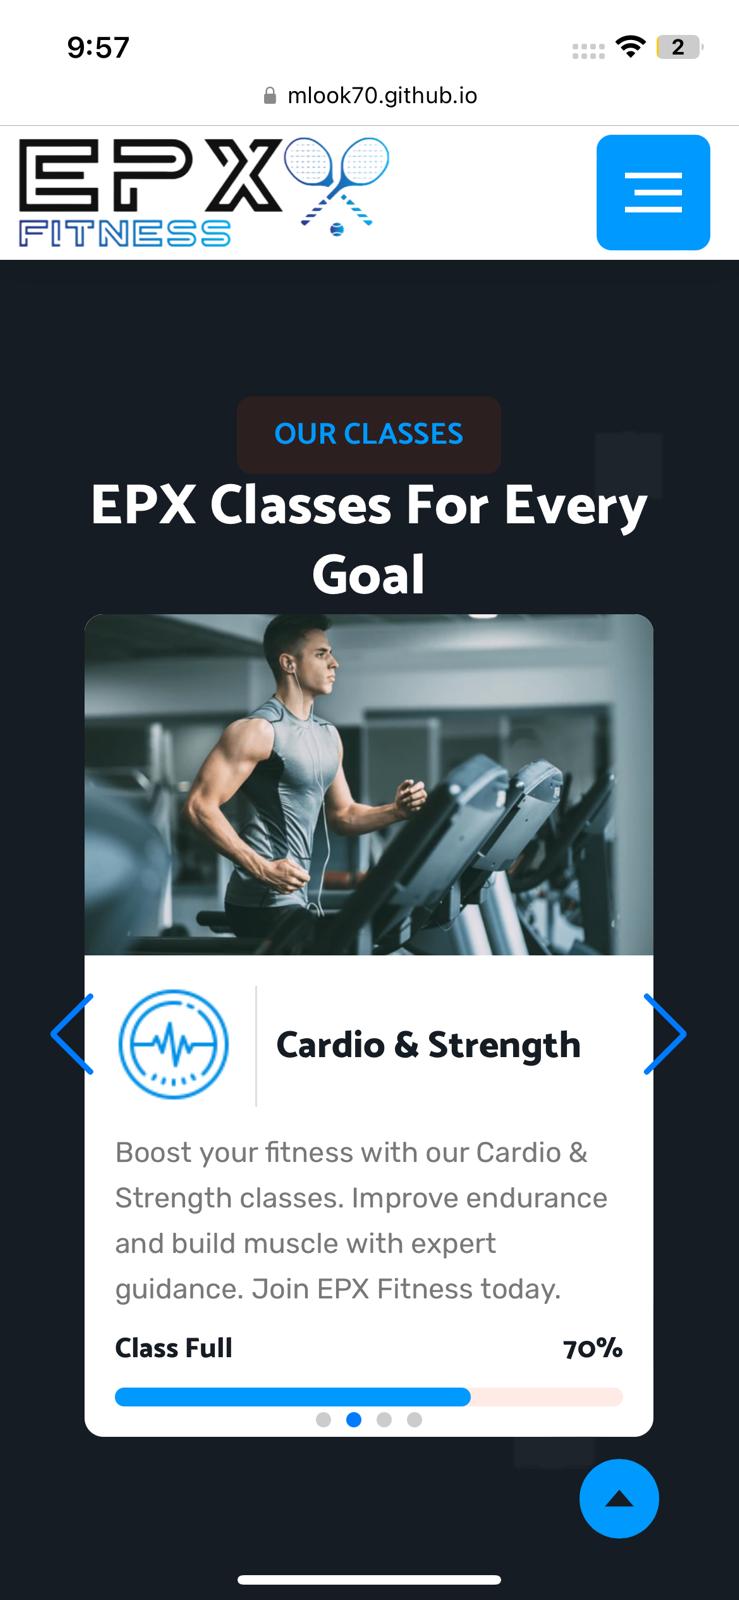 9:57
2
mlook70.github.io
EPX
FITNESS
OUR CLASSES
EPX Classes For Every
Goal
Cardio & Strength
Boost your fitness with our Cardio &
Strength classes. Improve endurance
and build muscle with expert
guidance. Join EPX Fitness today.
Class Full 70%